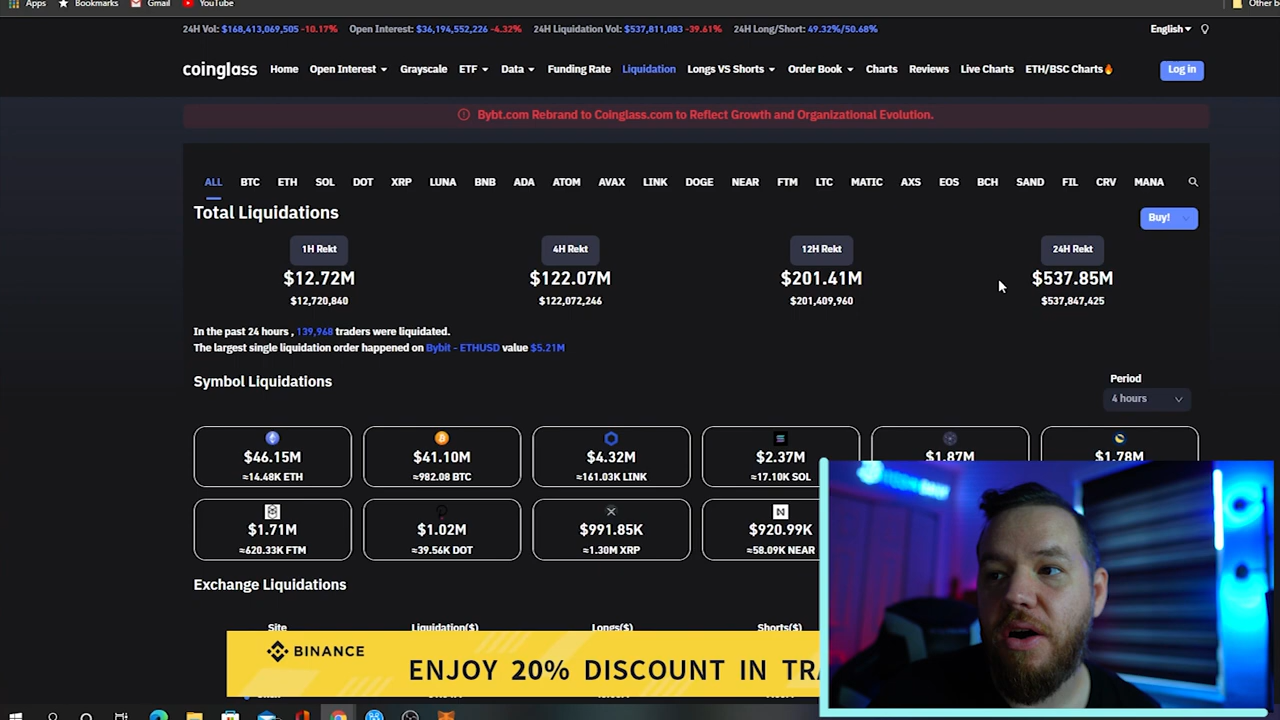 Apps
Bookmarks
Gmail
YouTube
Other b
24H Vol: $168,413,069,505 -10.17% Open Interest: $36,194,552,226 -4.32% 24H Liquidation Vol: $537,811,083 -39.61% 24H Long/Short: 49.32%/50.68%
English
coinglass Home Open Interest Grayscale ETF Data Funding Rate Liquidation Longs VS Shorts Order Book Charts Reviews Live Charts ETH/BSC Charts🔥 Log in
Bybt.com Rebrand to Coinglass.com to Reflect Growth and Organizational Evolution.
ALL BTC ETH SOL DOT XRP LUNA BNB ADA ATOM AVAX LINK DOGE NEAR FTM LTC MATIC AXS EOS BCH SAND FIL CRV MANA
Total Liquidations
Buy!
1H Rekt 4H Rekt 12H Rekt 24H Rekt
$12.72M $122.07M $201.41M $537.85M
$12,720,840 $122,072,246 $201,409,960 $537,847,425
In the past 24 hours , 139,968 traders were liquidated.
The largest single liquidation order happened on Bybit - ETHUSD value $5.21M
Symbol Liquidations
Period
4 hours
$46.15M $41.10M $4.32M $2.37M $1.87M $1.78M
≈14.48K ETH ≈982.08 BTC ≈161.03K LINK ≈17.10K SOL
$1.71M $1.02M $991.85K $920.99K
≈620.33K FTM ≈39.56K DOT ≈1.30M XRP ≈58.09K NEAR
Exchange Liquidations
Site Liquidation($) Longs($) Shorts($)
BINANCE
ENJOY 20% DISCOUNT IN TRA